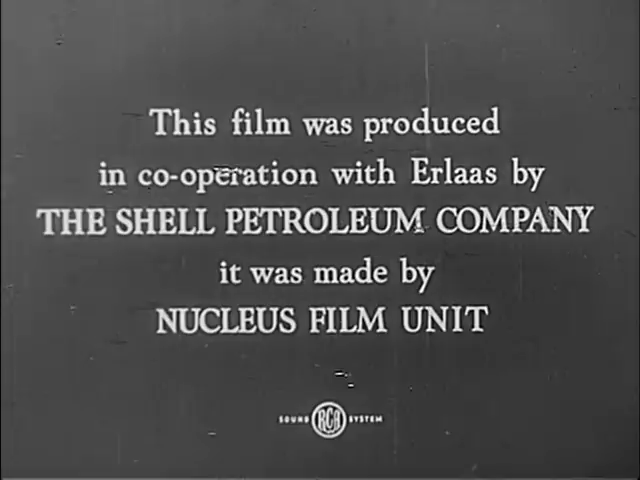 This film was produced
in co-operation with Erlaas by
THE SHELL PETROLEUM COMPANY
it was made by
NUCLEUS FILM UNIT
SOUND RCA SYSTEM